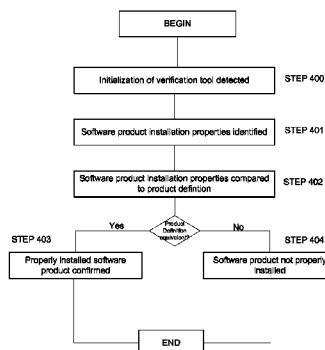 BEGIN
Initialization of verification tool detected
STEP 400
Software product installation properties identified
STEP 401
Software product installation properties compared
to product definition
STEP 402
Product
Definition
equivalent?
Yes
No
STEP 403
STEP 404
Properly installed software
product confirmed
Software product not properly
installed
END